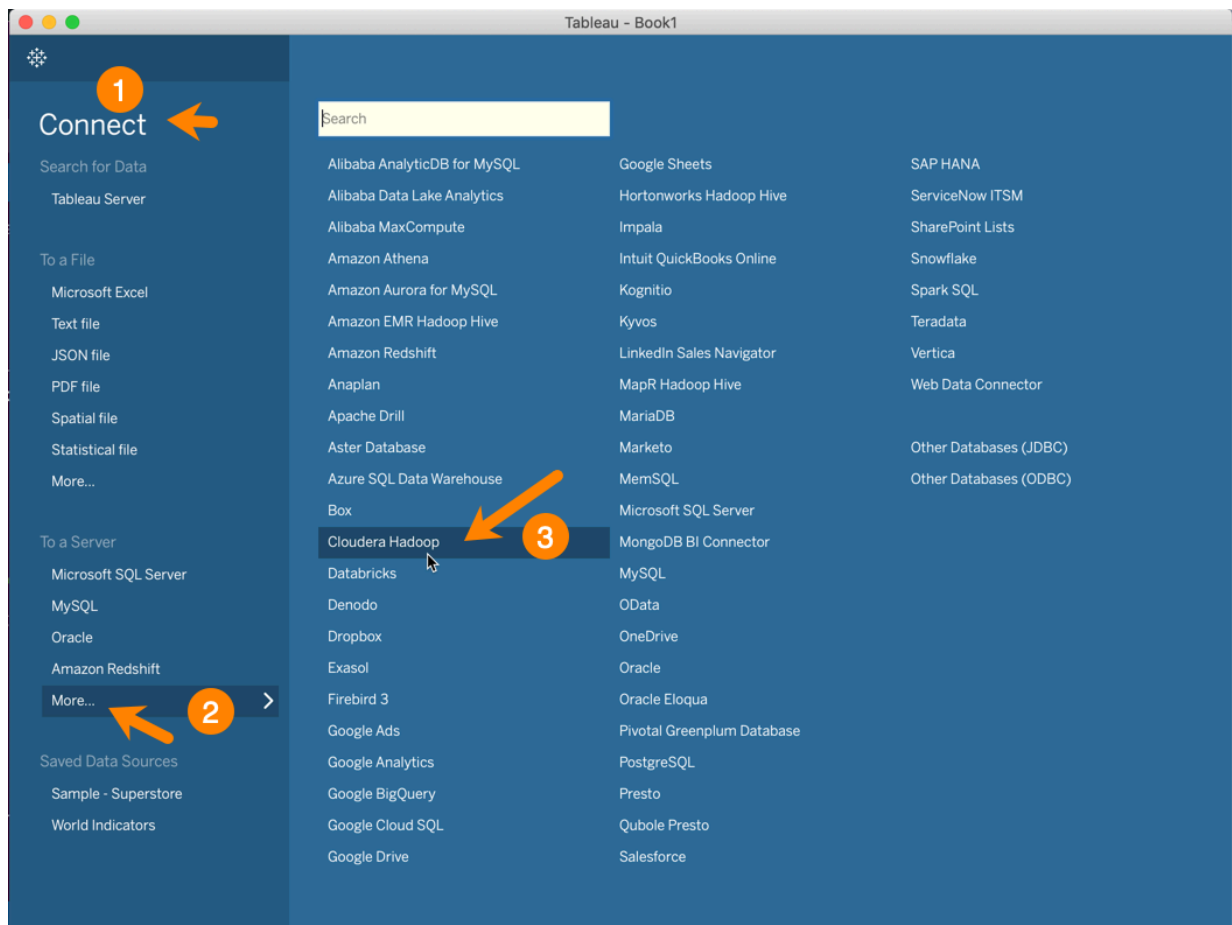 Tableau - Book1
1
Connect
Search for Data
Tableau Server
To a File
Microsoft Excel
Text file
JSON file
PDF file
Spatial file
Statistical file
More...
To a Server
Microsoft SQL Server
MySQL
Oracle
Amazon Redshift
More...
2
Saved Data Sources
Sample - Superstore
World Indicators
Search
Alibaba AnalyticDB for MySQL
Alibaba Data Lake Analytics
Alibaba MaxCompute
Amazon Athena
Amazon Aurora for MySQL
Amazon EMR Hadoop Hive
Amazon Redshift
Anaplan
Apache Drill
Aster Database
Azure SQL Data Warehouse
Box
Cloudera Hadoop
3
Databricks
Denodo
Dropbox
Exasol
Firebird 3
Google Ads
Google Analytics
Google BigQuery
Google Cloud SQL
Google Drive
Google Sheets
Hortonworks Hadoop Hive
Impala
Intuit QuickBooks Online
Kognitio
Kyvos
LinkedIn Sales Navigator
MapR Hadoop Hive
MariaDB
Marketo
MemSQL
Microsoft SQL Server
MongoDB BI Connector
MySQL
OData
OneDrive
Oracle
Oracle Eloqua
Pivotal Greenplum Database
PostgreSQL
Presto
Qubole Presto
Salesforce
SAP HANA
ServiceNow ITSM
SharePoint Lists
Snowflake
Spark SQL
Teradata
Vertica
Web Data Connector
Other Databases (JDBC)
Other Databases (ODBC)